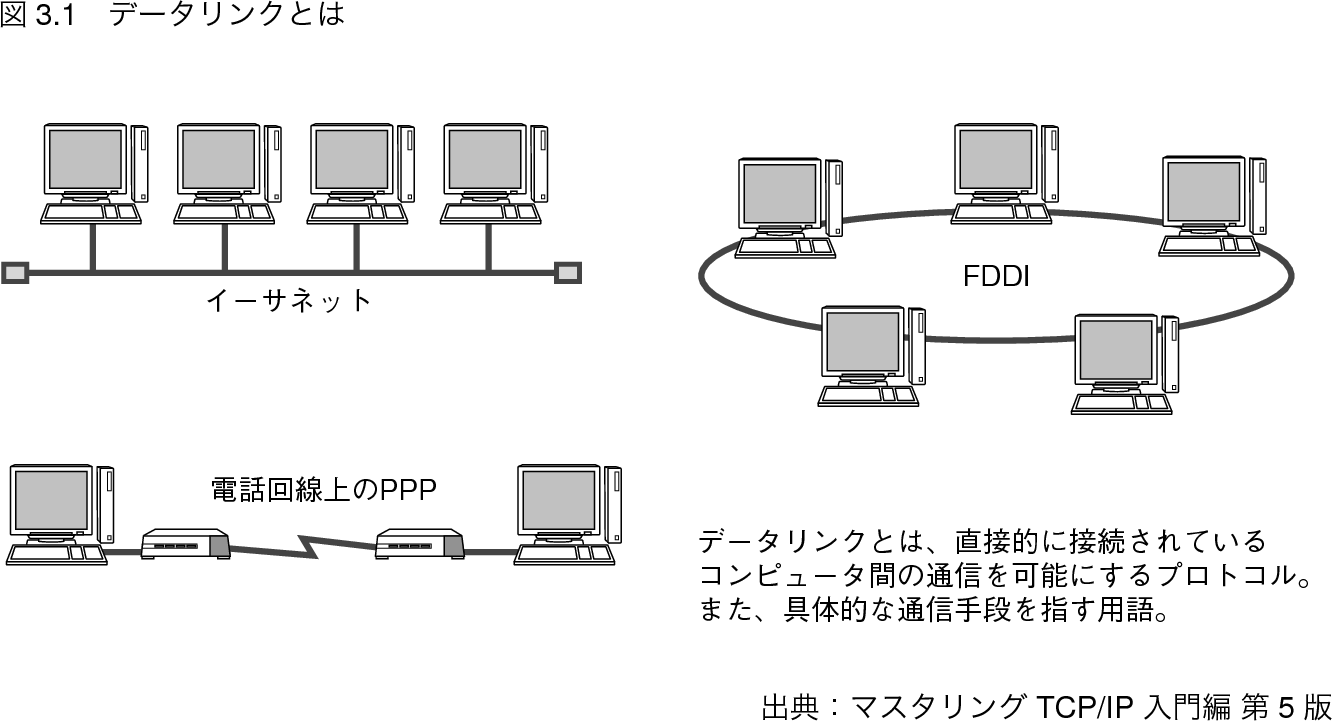 図 3.1　データリンクとは
イーサネット
FDDI
電話回線上のPPP
データリンクとは、直接的に接続されている
コンピュータ間の通信を可能にするプロトコル。
また、具体的な通信手段を指す用語。
出典：マスタリング TCP/IP 入門編 第 5 版